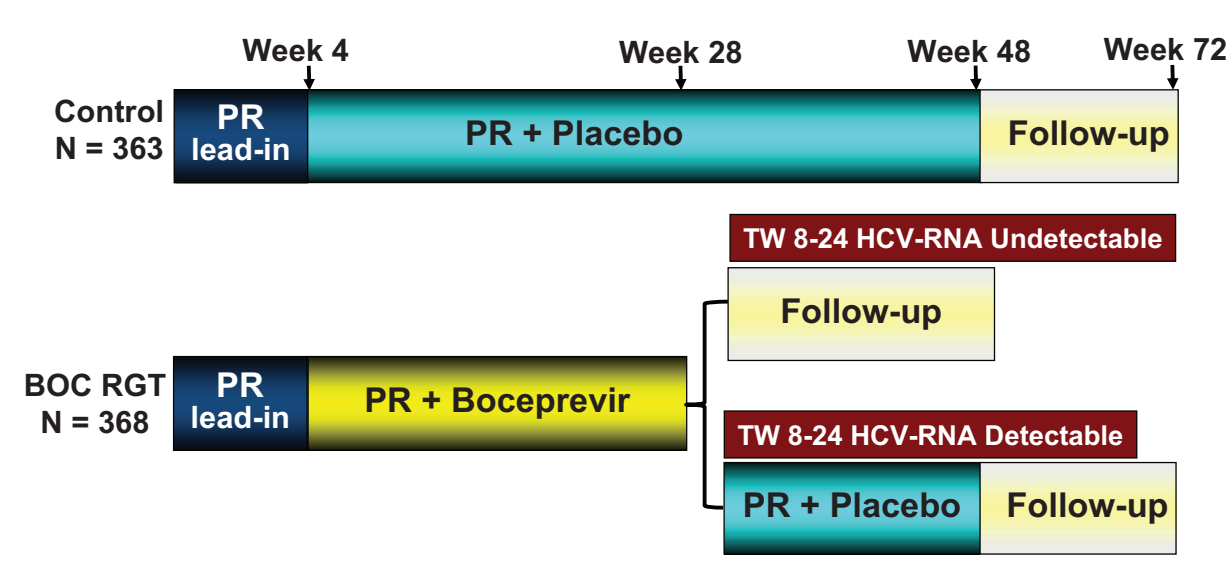 Week 4
Week 28
Week 48
Week 72
Control
N = 363
PR
lead-in
PR + Placebo
Follow-up
TW 8-24 HCV-RNA Undetectable
Follow-up
BOC RGT
N = 368
PR
lead-in
PR + Boceprevir
TW 8-24 HCV-RNA Detectable
PR + Placebo
Follow-up